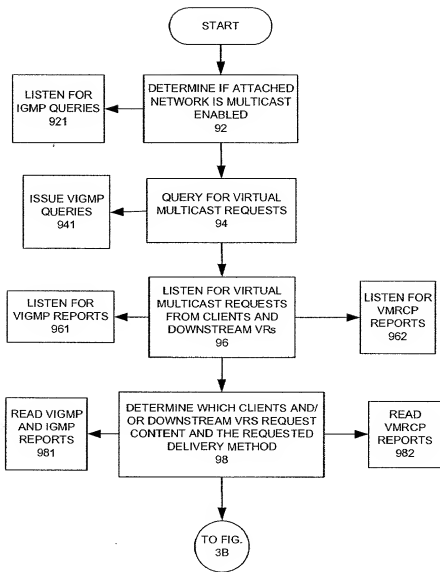 START
DETERMINE IF ATTACHED
NETWORK IS MULTICAST
ENABLED
92
LISTEN FOR
IGMP QUERIES
921
QUERY FOR VIRTUAL
MULTICAST REQUESTS
94
ISSUE VIGMP
QUERIES
941
LISTEN FOR VIRTUAL
MULTICAST REQUESTS
FROM CLIENTS AND
DOWNSTREAM VRs
96
LISTEN FOR
VIGMP REPORTS
961
LISTEN FOR
VMRCP
REPORTS
962
DETERMINE WHICH CLIENTS AND/
OR DOWNSTREAM VRS REQUEST
CONTENT AND THE REQUESTED
DELIVERY METHOD
98
READ VIGMP
AND IGMP
REPORTS
981
READ
VMRCP
REPORTS
982
TO FIG.
3B